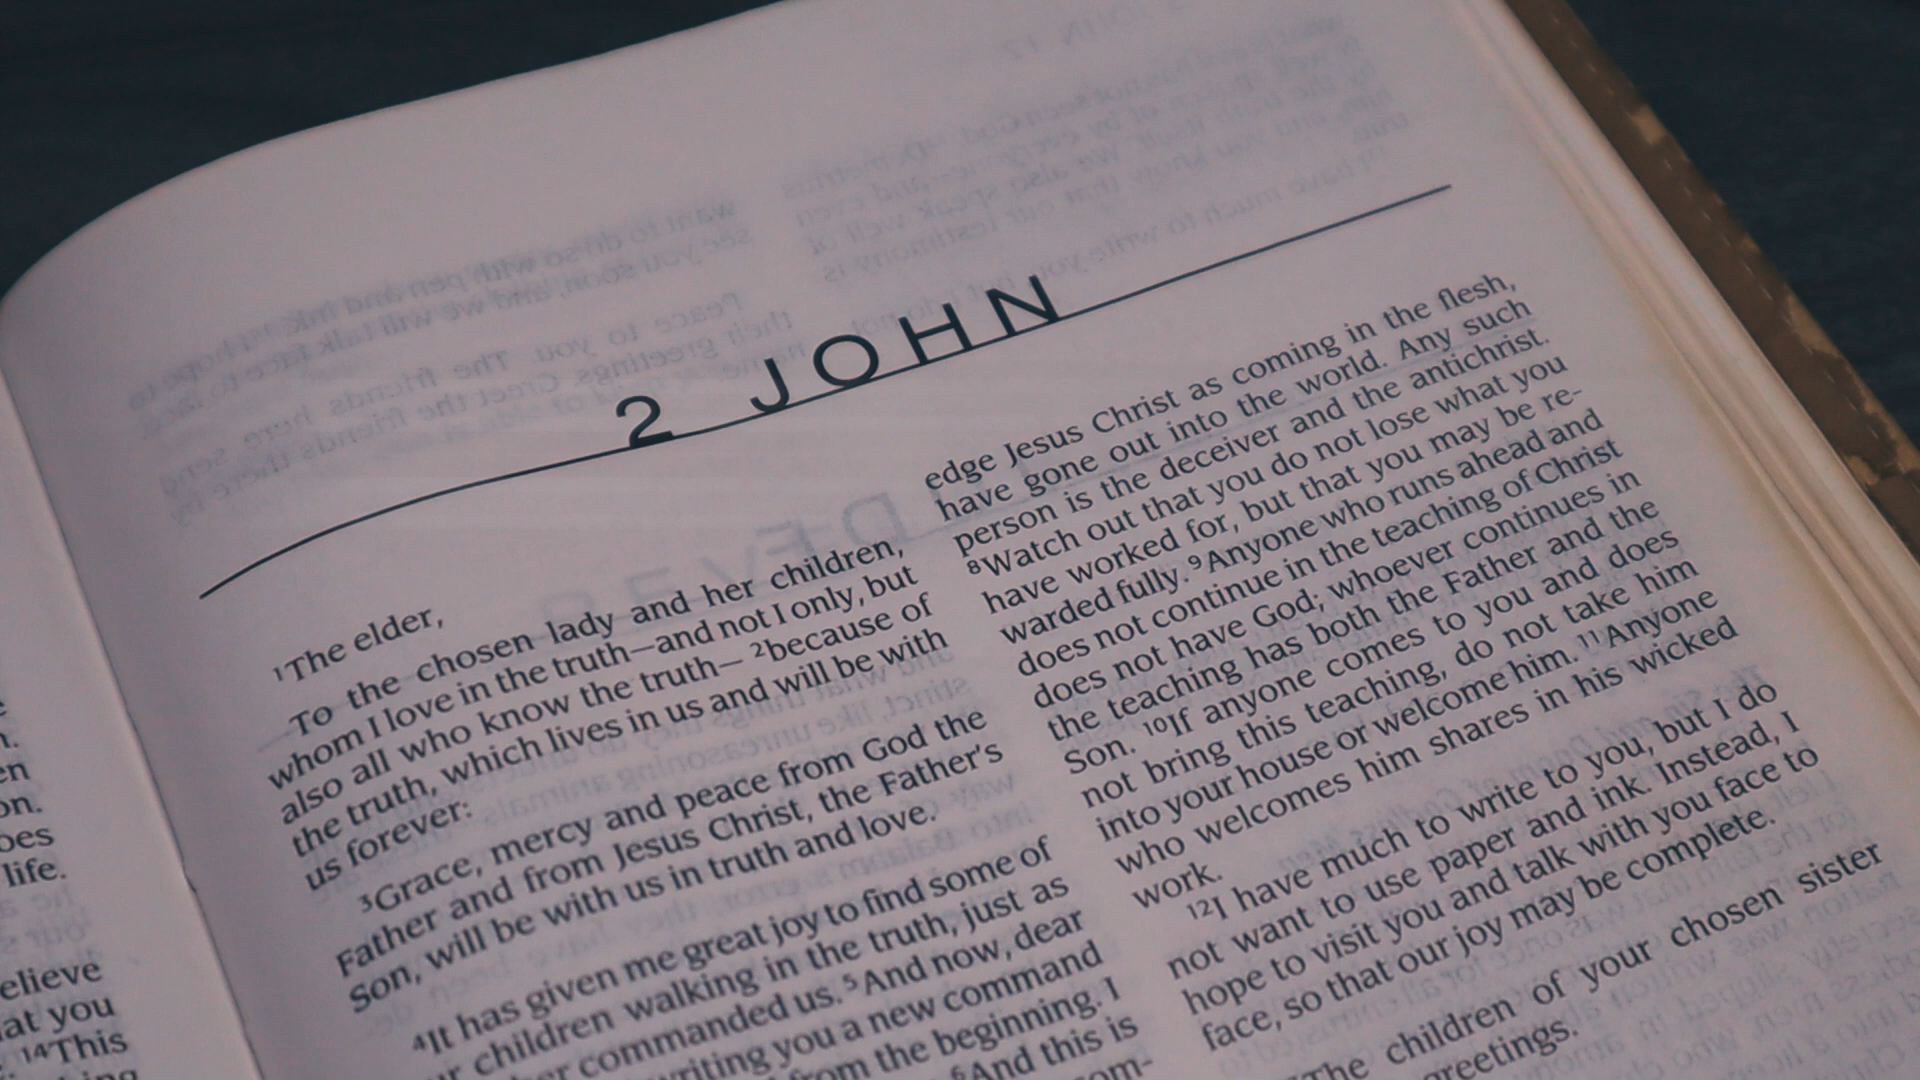 2 JOHN
¹The elder,
To the chosen lady and her children,
whom I love in the truth—and not I only, but
also all who know the truth— ²because of
the truth, which lives in us and will be with
us forever:
³Grace, mercy and peace from God the
Father and from Jesus Christ, the Father's
Son, will be with us in truth and love.
⁴It has given me great joy to find some of
children walking in the truth, just as
commanded us. ⁵And now, dear
writing you a new command
from the beginning. I
⁶And this is
com-
edge Jesus Christ as coming in the flesh,
have gone out into the world. Any such
person is the deceiver and the antichrist.
⁸Watch out that you do not lose what you
have worked for, but that you may be re-
warded fully. ⁹Anyone who runs ahead and
does not continue in the teaching of Christ
does not have God; whoever continues in
the teaching has both the Father and the
Son. ¹⁰If anyone comes to you and does
not bring this teaching, do not take him
into your house or welcome him. ¹¹Anyone
who welcomes him shares in his wicked
work.
¹²I have much to write to you, but I do
not want to use paper and ink. Instead, I
hope to visit you and talk with you face to
face, so that our joy may be complete.
The children of your chosen sister
greetings.
life.
at you
¹⁴This